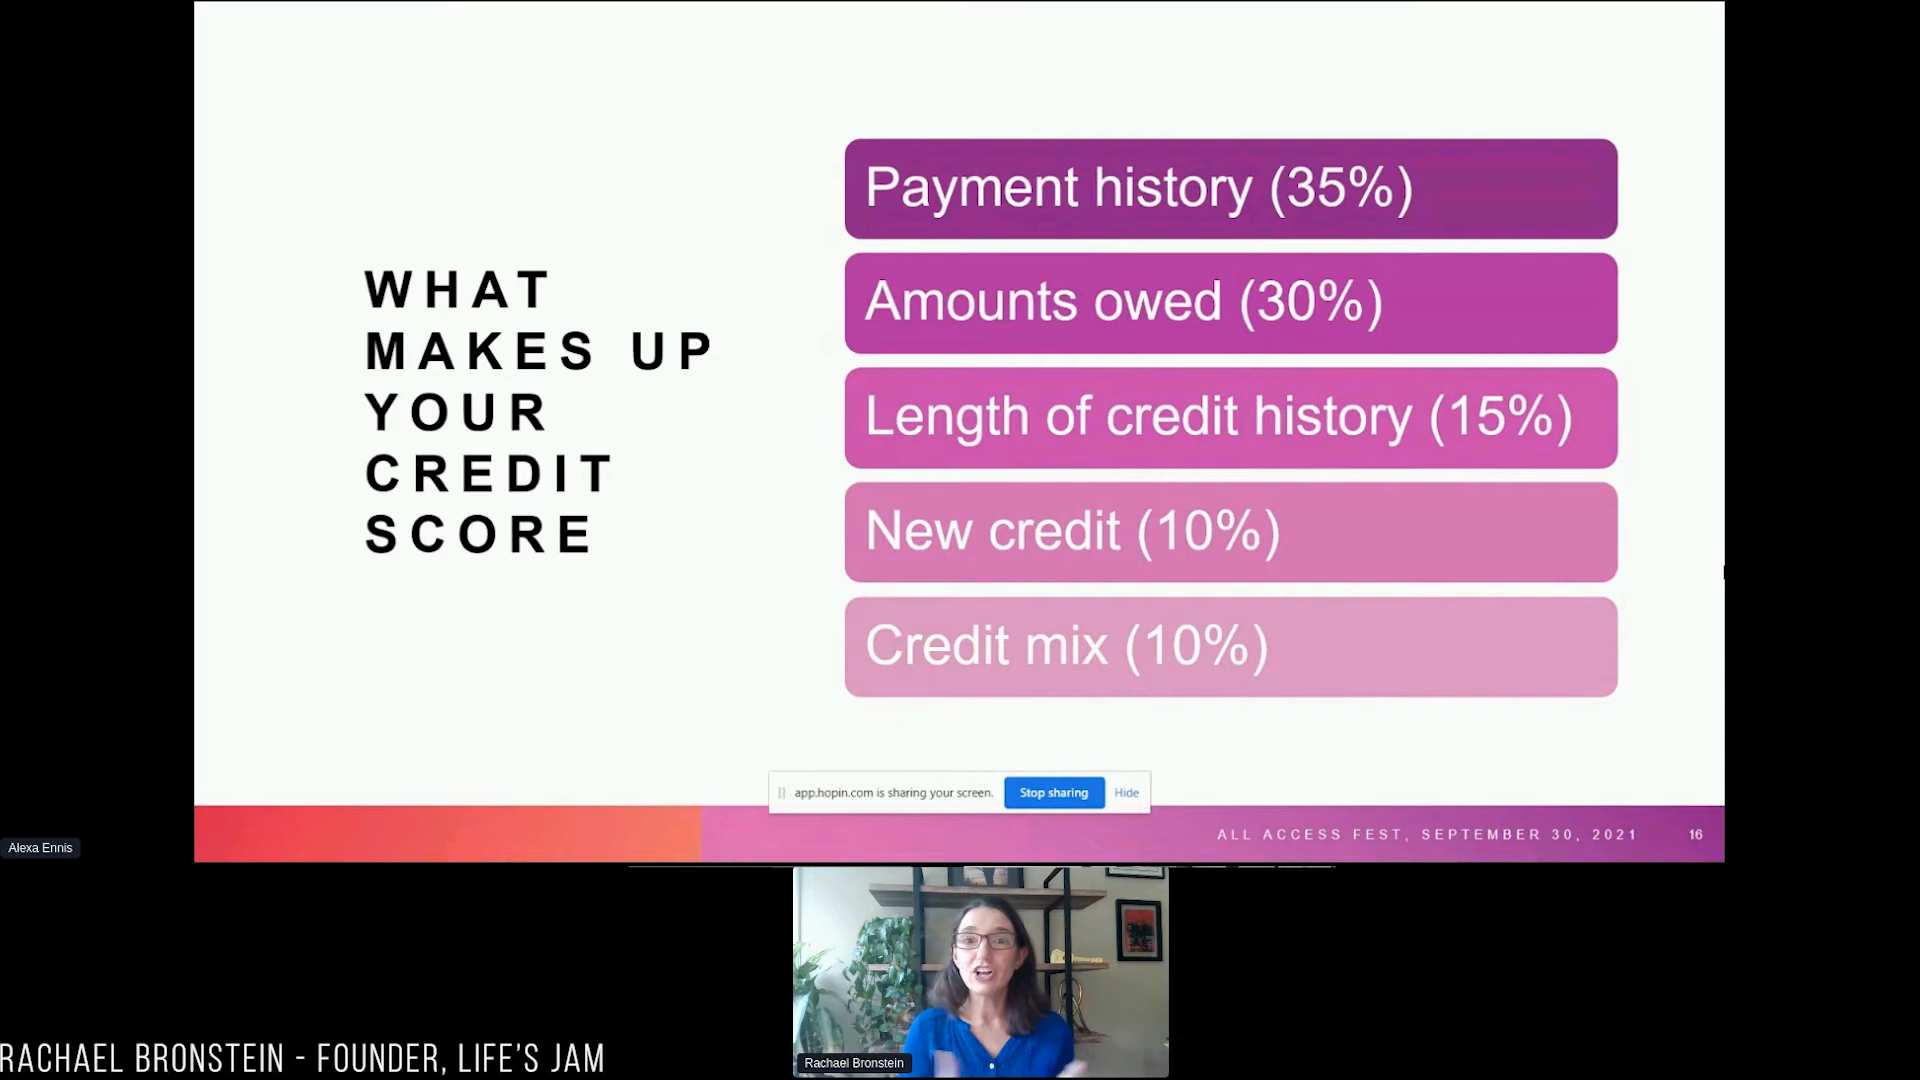 WHAT
MAKES UP
YOUR
CREDIT
SCORE
Payment history (35%)
Amounts owed (30%)
Length of credit history (15%)
New credit (10%)
Credit mix (10%)
app.hopin.com is sharing your screen. Stop sharing Hide
ALL ACCESS FEST, SEPTEMBER 30, 2021 16
Alexa Ennis
Rachael Bronstein
RACHAEL BRONSTEIN - FOUNDER, LIFE'S JAM